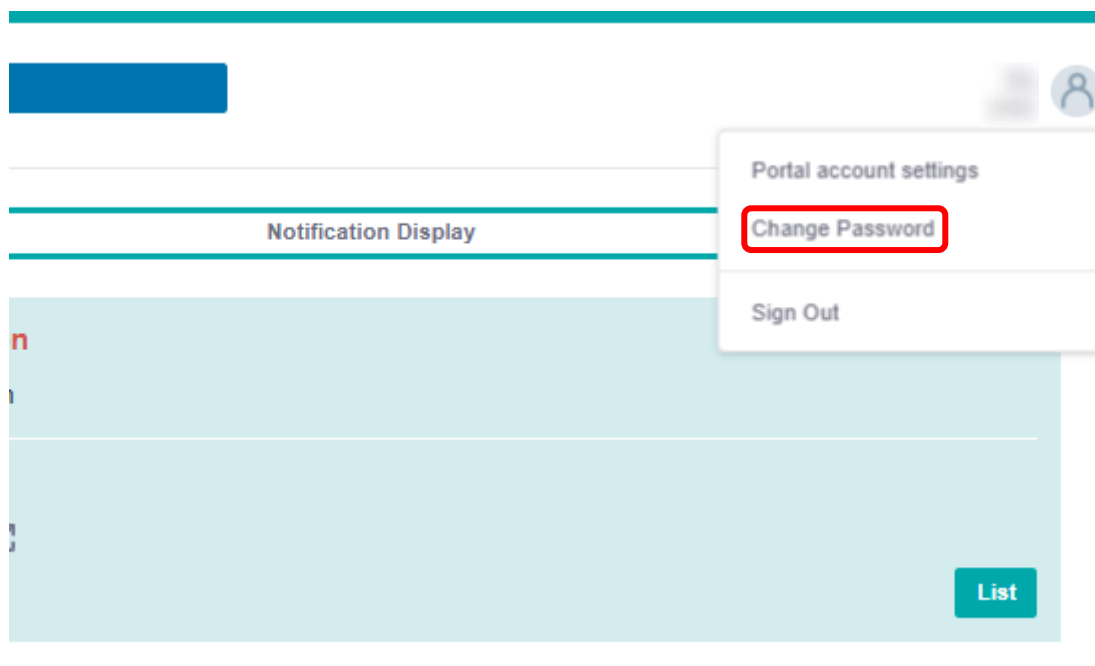 Portal account settings
Change Password
Sign Out
Notification Display
n
List